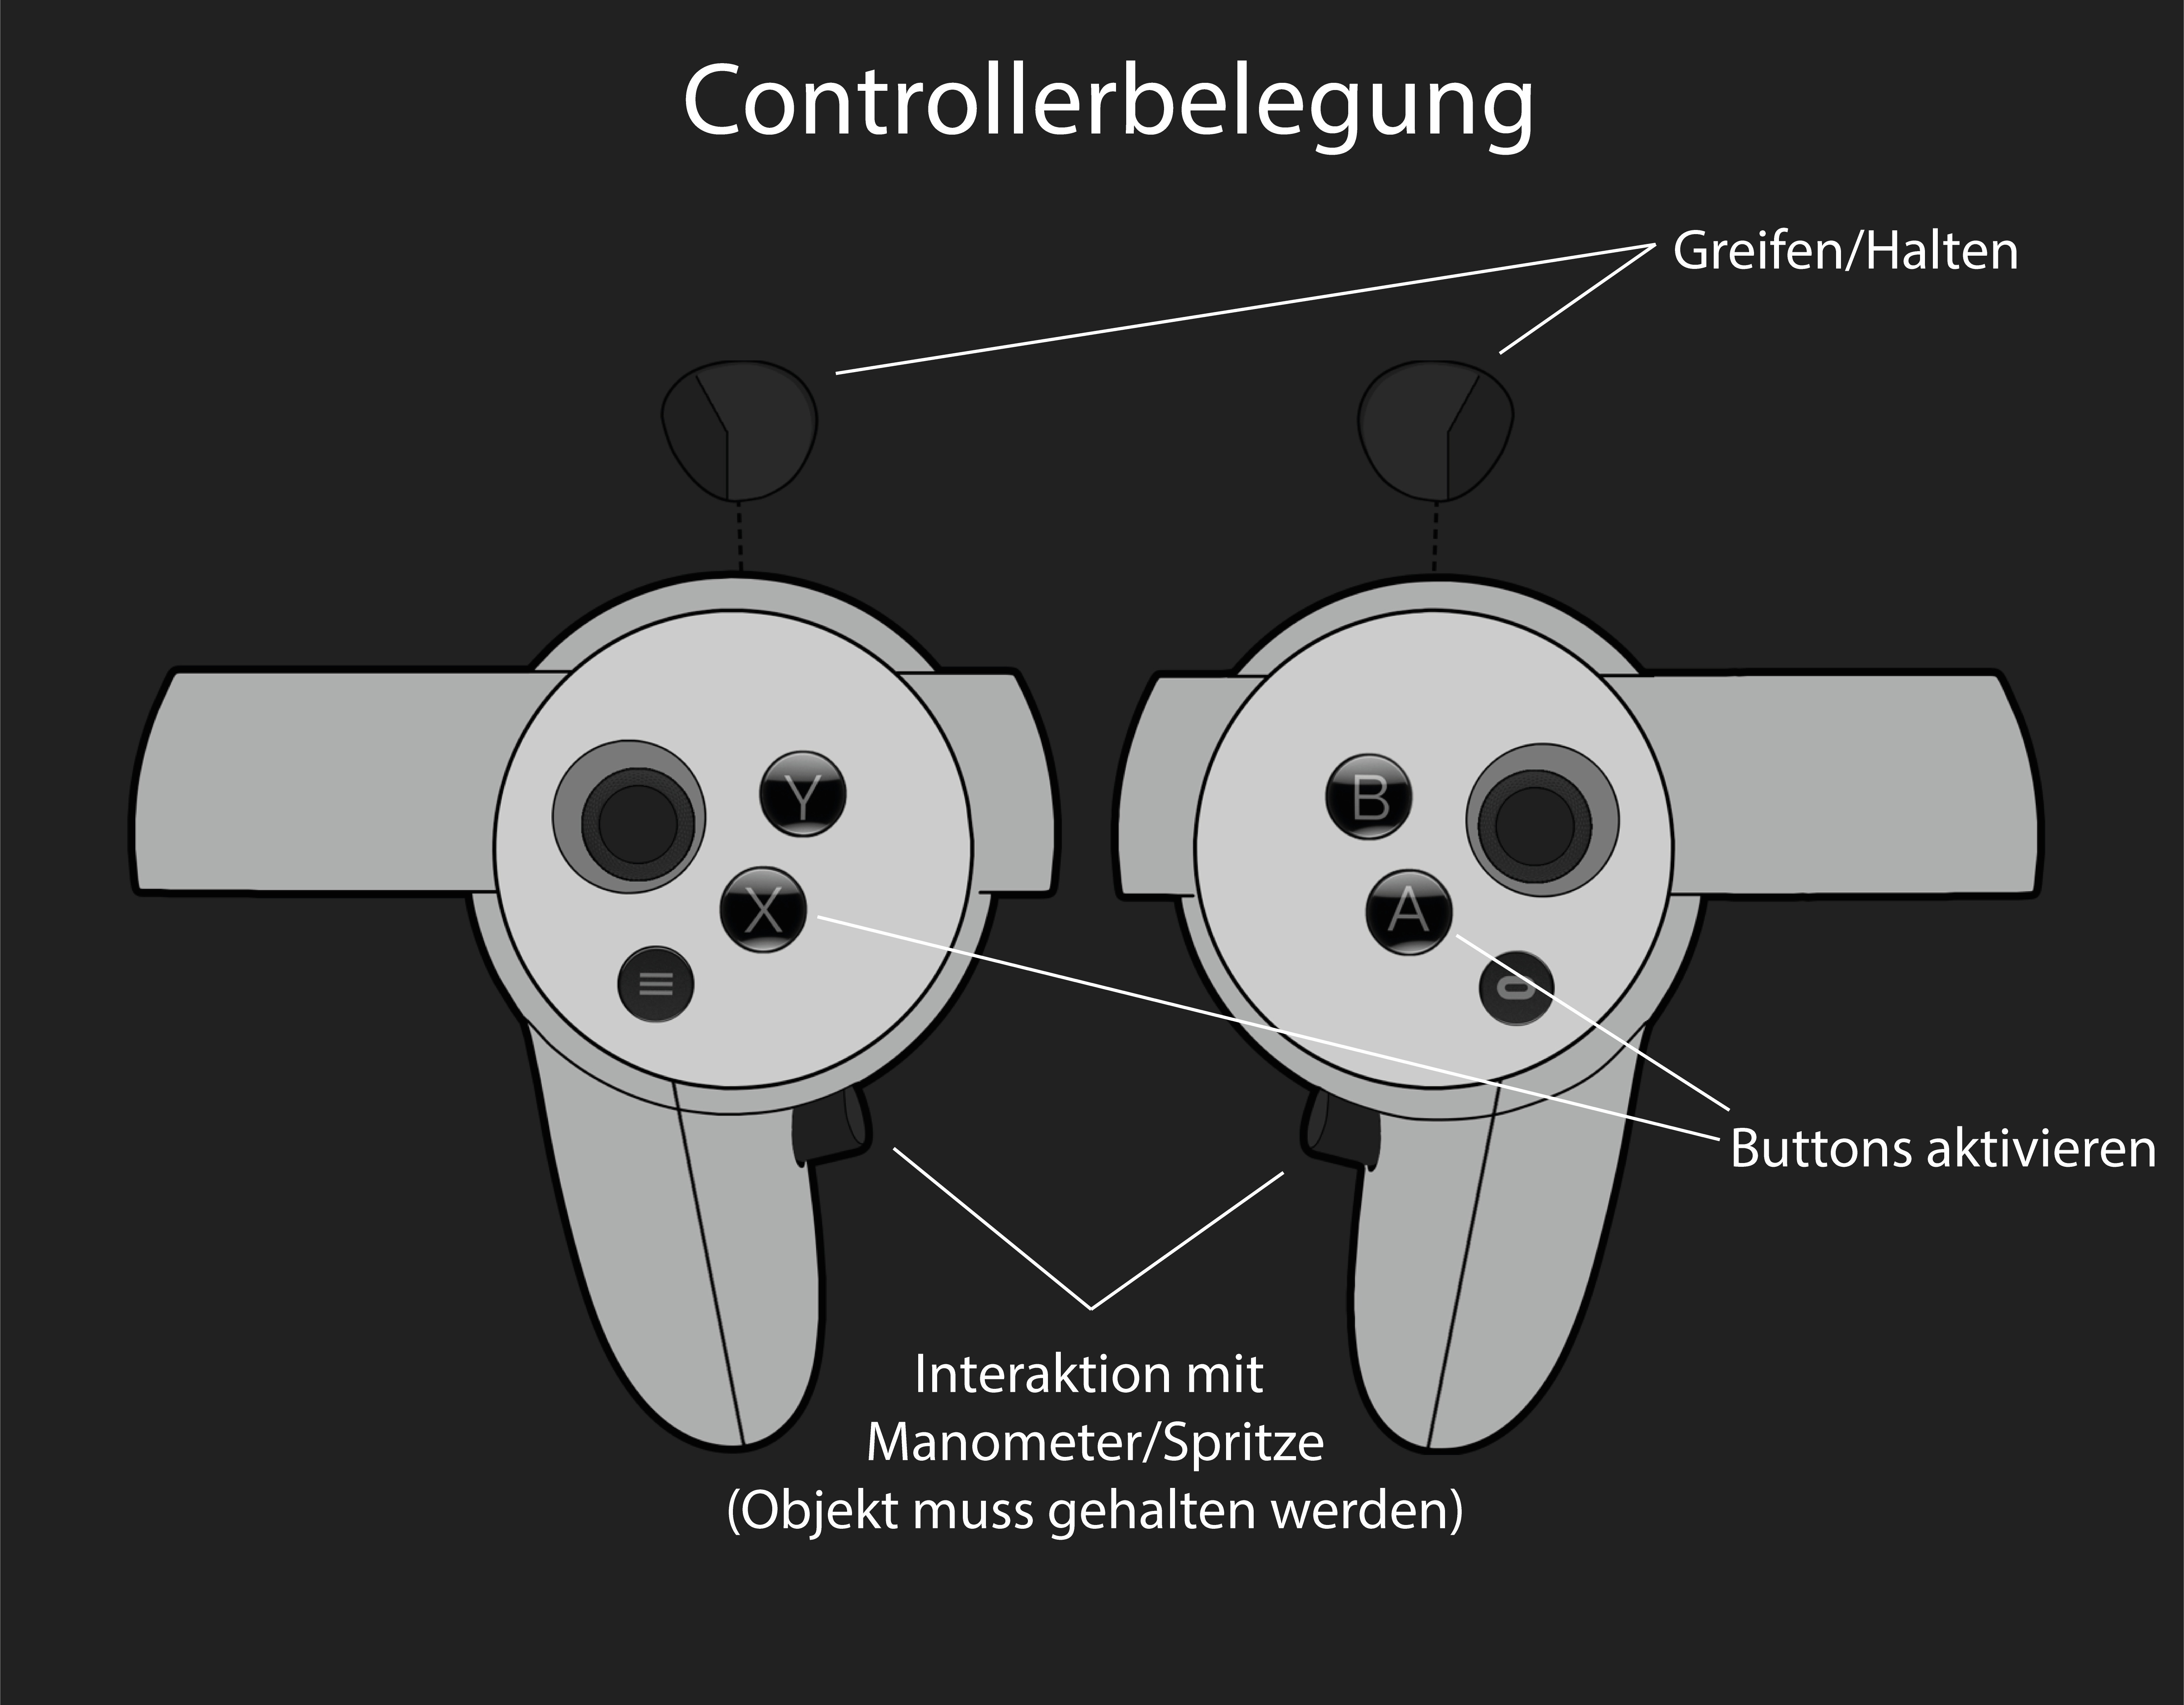 Controllerbelegung
Greifen/Halten
Y
B
X
A
Buttons aktivieren
Interaktion mit
Manometer/Spritze
(Objekt muss gehalten werden)